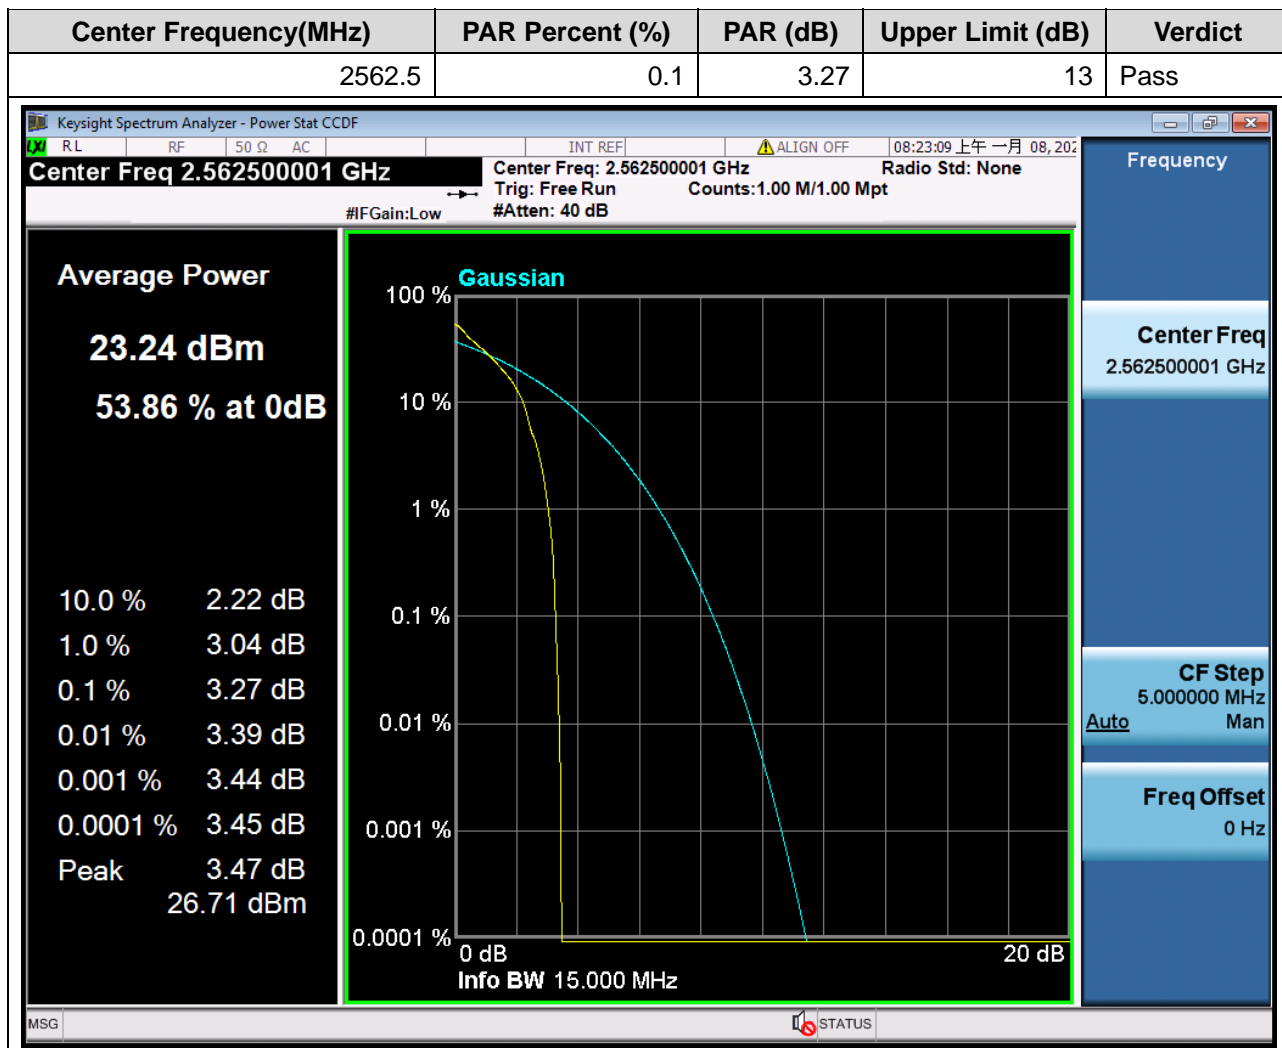 Center Frequency(MHz) PAR Percent (%) PAR (dB) Upper Limit (dB) Verdict
2562.5 0.1 3.27 13 Pass
Keysight Spectrum Analyzer - Power Stat CCDF
LXI RL RF 50 Ω AC INT REF ALIGN OFF 08:23:09 上午 一月 08, 202
Center Freq 2.562500001 GHz
Center Freq: 2.562500001 GHz Radio Std: None
Trig: Free Run Counts:1.00 M/1.00 Mpt
#IFGain:Low #Atten: 40 dB
Average Power
23.24 dBm
53.86 % at 0dB
10.0 % 2.22 dB
1.0 % 3.04 dB
0.1 % 3.27 dB
0.01 % 3.39 dB
0.001 % 3.44 dB
0.0001 % 3.45 dB
Peak 3.47 dB
26.71 dBm
Gaussian
100 %
10 %
1 %
0.1 %
0.01 %
0.001 %
0.0001 %
0 dB 20 dB
Info BW 15.000 MHz
Frequency
Center Freq
2.562500001 GHz
CF Step
5.000000 MHz
Auto Man
Freq Offset
0 Hz
MSG STATUS